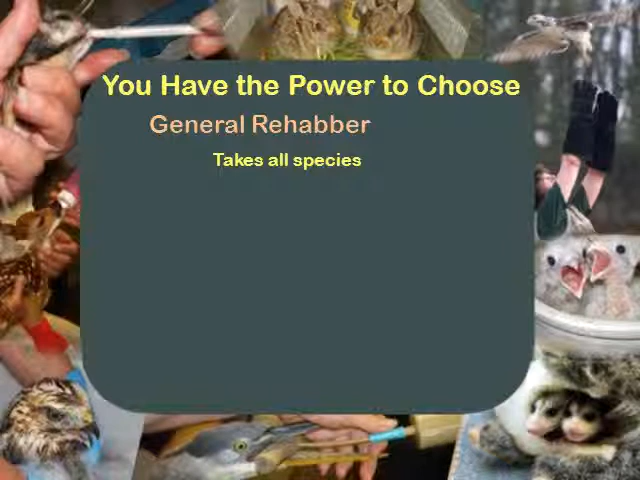 You Have the Power to Choose
General Rehabber
Takes all species